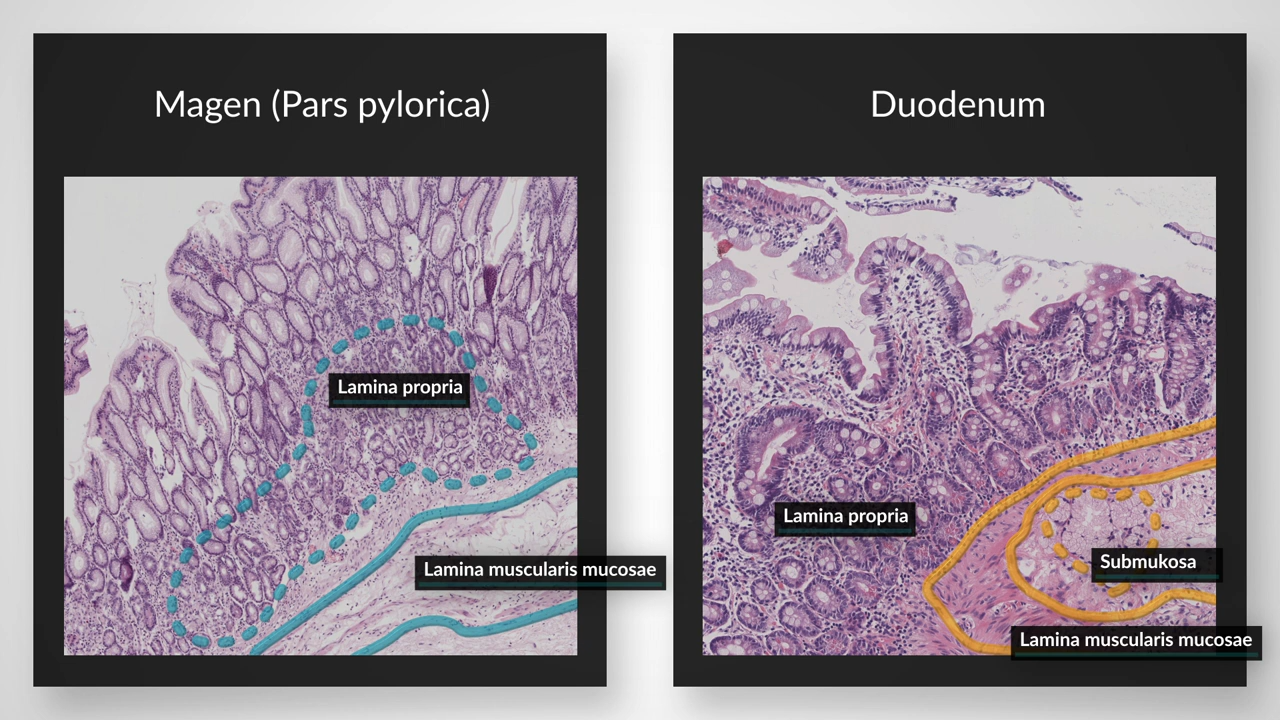 Magen (Pars pylorica)
Lamina propria
Lamina muscularis mucosae
Duodenum
Lamina propria
Submukosa
Lamina muscularis mucosae